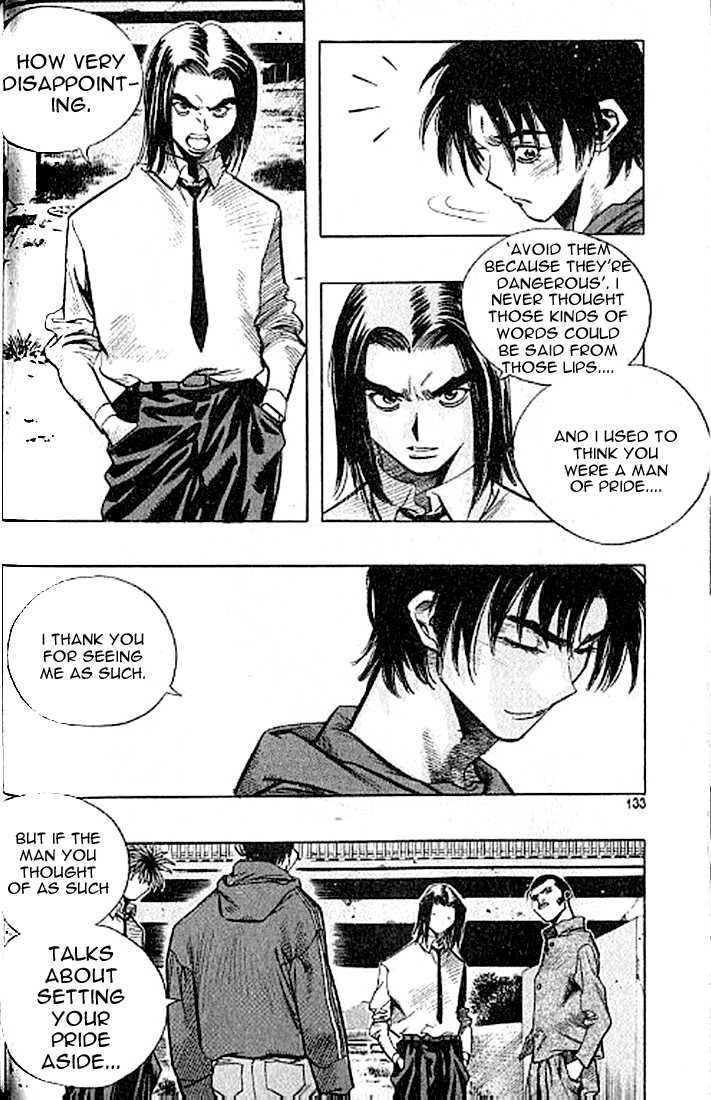 HOW VERY
DISAPPOINT-
ING.
'AVOID THEM
BECAUSE THEY'RE
DANGEROUS'. I
NEVER THOUGHT
THOSE KINDS OF
WORDS COULD
BE SAID FROM
THOSE LIPS....
AND I USED TO
THINK YOU
WERE A MAN
OF PRIDE....
I THANK YOU
FOR SEEING
ME AS SUCH.
133
BUT IF THE
MAN YOU
THOUGHT
OF AS SUCH
TALKS
ABOUT
SETTING
YOUR
PRIDE
ASIDE...